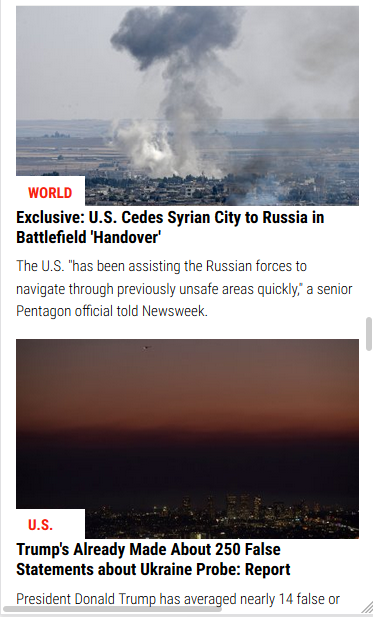 WORLD
Exclusive: U.S. Cedes Syrian City to Russia in
Battlefield 'Handover'
The U.S. "has been assisting the Russian forces to
navigate through previously unsafe areas quickly," a senior
Pentagon official told Newsweek.
U.S.
Trump's Already Made About 250 False
Statements about Ukraine Probe: Report
President Donald Trump has averaged nearly 14 false or